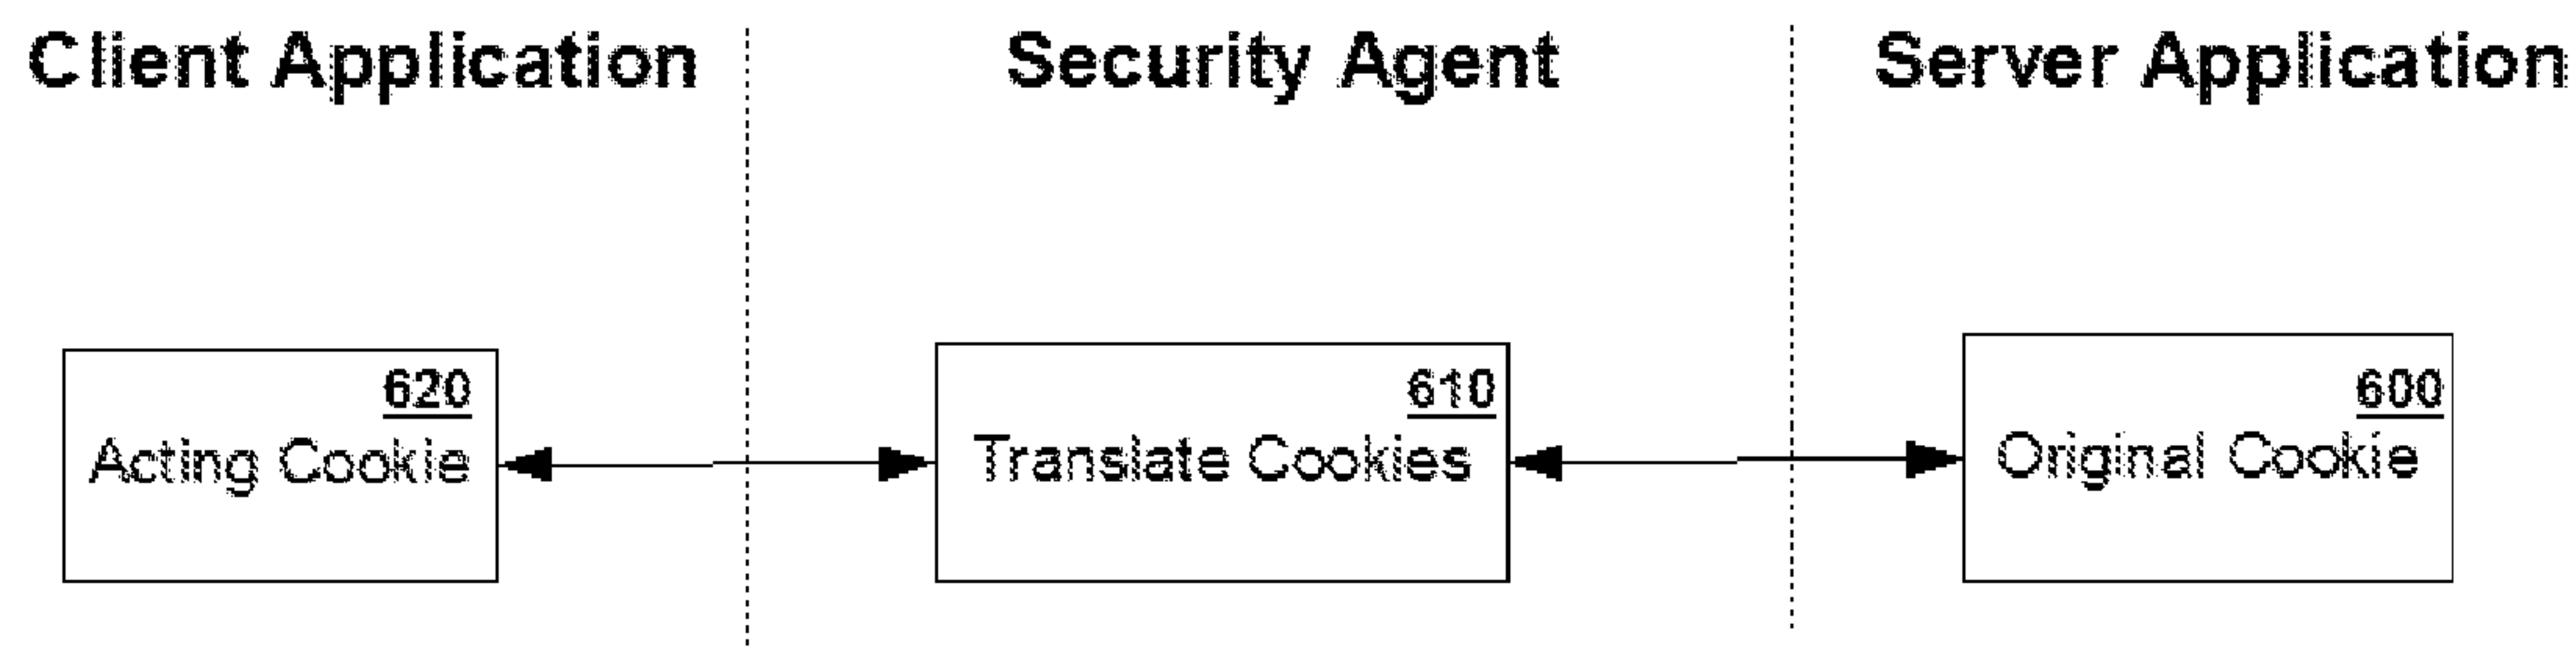 Client Application
Security Agent
Server Application
620
Acting Cookie
610
Translate Cookies
600
Original Cookie